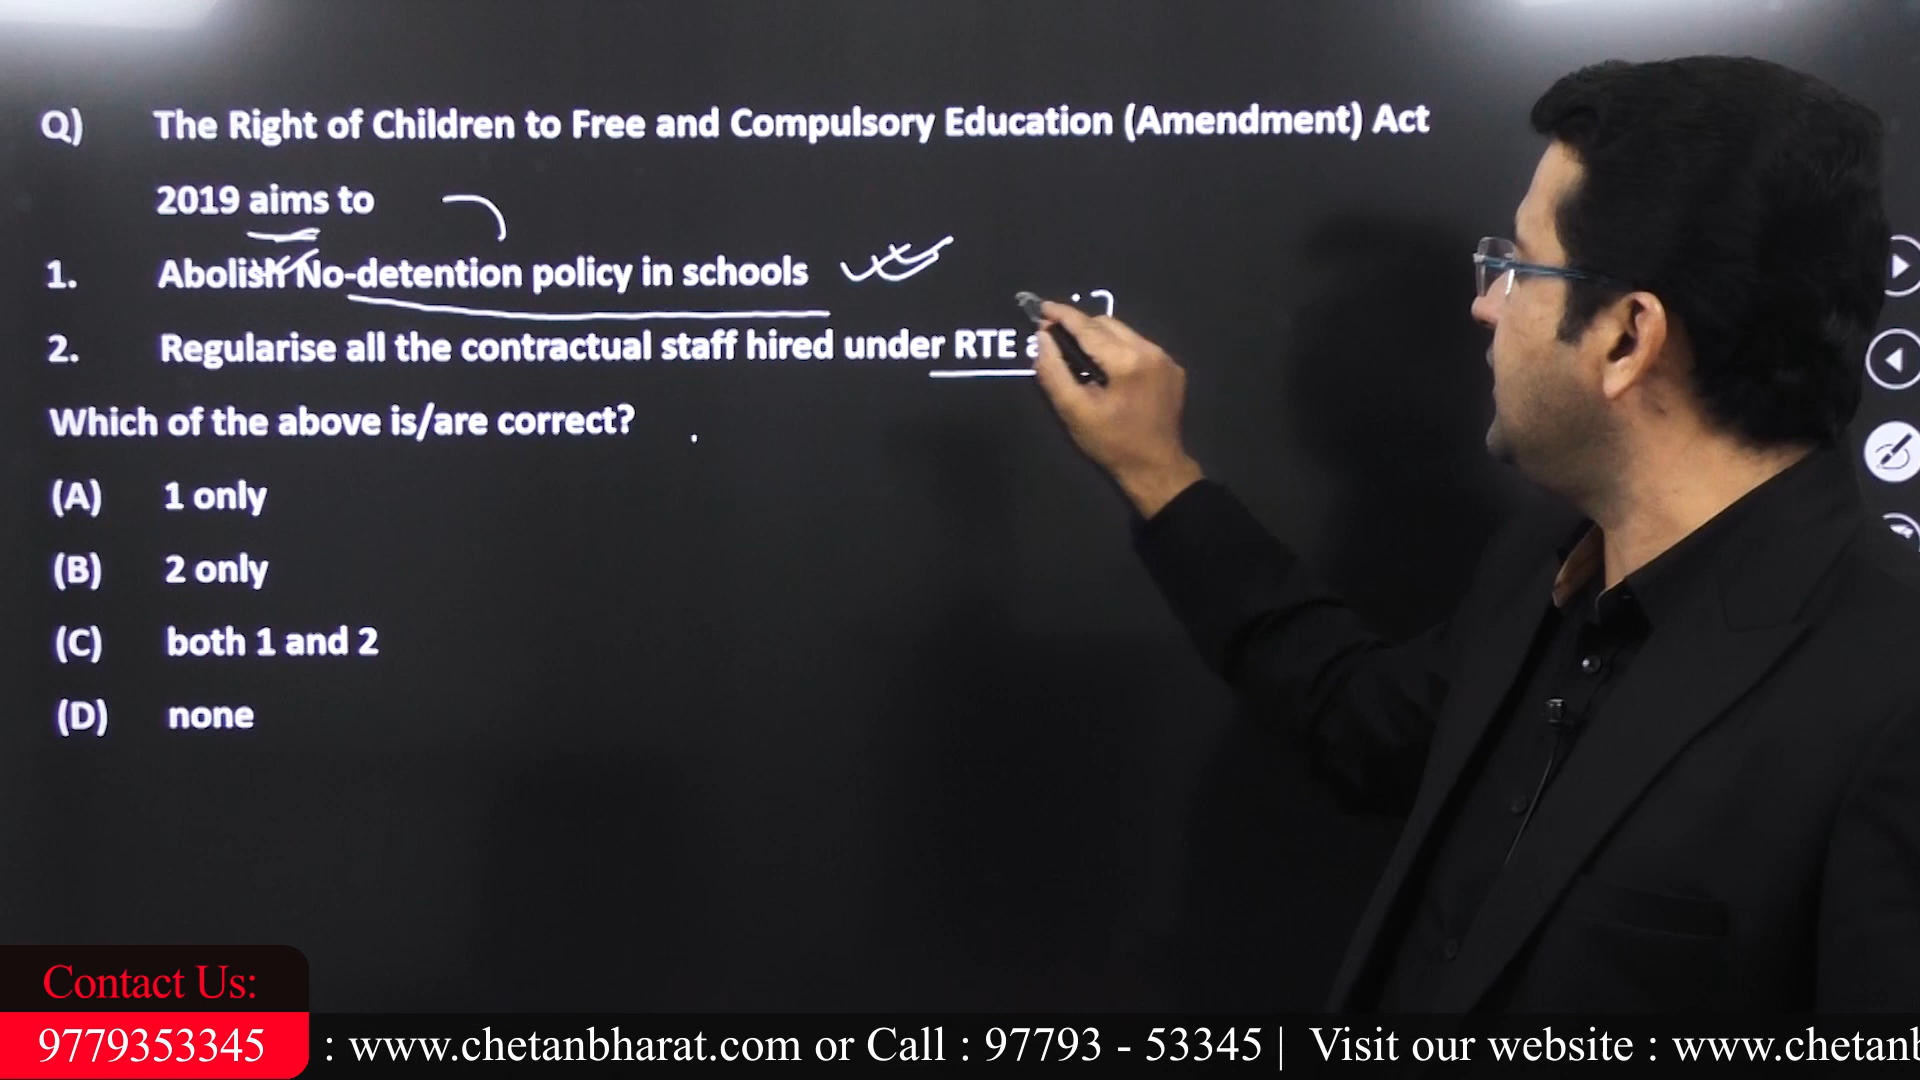 Q) The Right of Children to Free and Compulsory Education (Amendment) Act
2019 aims to
1. Abolish No-detention policy in schools
2. Regularise all the contractual staff hired under RTE
Which of the above is/are correct?
(A) 1 only
(B) 2 only
(C) both 1 and 2
(D) none
Contact Us:
9779353345
: www.chetanbharat.com or Call : 97793 - 53345 | Visit our website : www.chetan